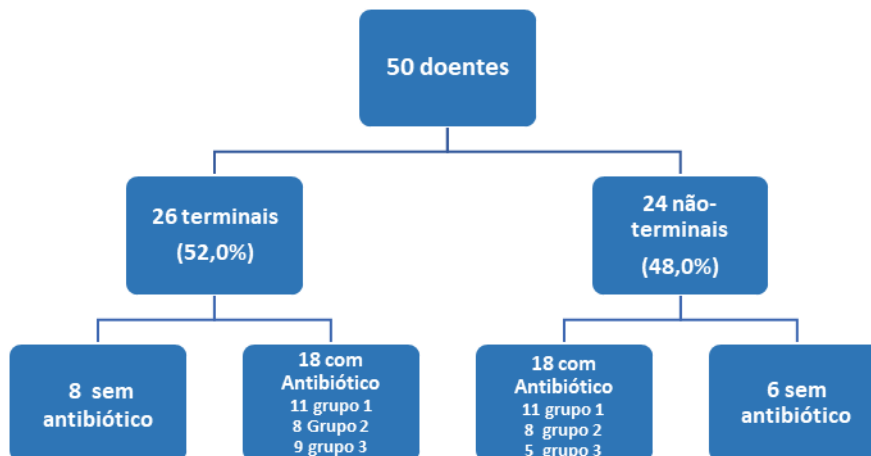 50 doentes
26 terminais
(52,0%)
24 não-
terminais
(48,0%)
8 sem
antibiótico
18 com
Antibiótico
11 grupo 1
8 Grupo 2
9 grupo 3
18 com
Antibiótico
11 grupo 1
8 grupo 2
5 grupo 3
6 sem
antibiótico